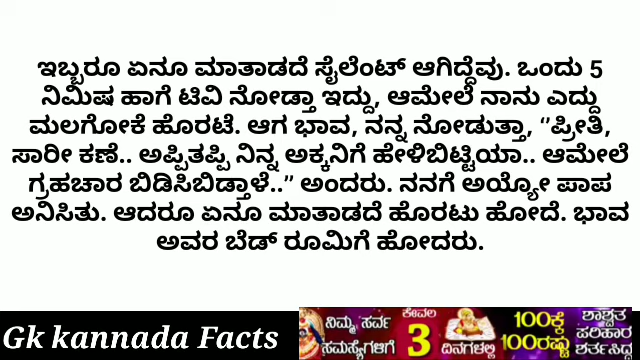 ಇಬ್ಬರೂ ಏನೂ ಮಾತಾಡದೆ ಸೈಲೆಂಟ್ ಆಗಿದ್ದೆವು. ಒಂದು 5
ನಿಮಿಷ ಹಾಗೆ ಟಿವಿ ನೋಡ್ತಾ ಇದ್ದು, ಆಮೇಲೆ ನಾನು ಎದ್ದು
ಮಲಗೋಕೆ ಹೊರಟೆ. ಆಗ ಭಾವ, ನನ್ನ ನೋಡುತ್ತಾ, "ಪ್ರೀತಿ,
ಸಾರೀ ಕಣೆ.. ಅಪ್ಪಿತಪ್ಪಿ ನಿನ್ನ ಅಕ್ಕನಿಗೆ ಹೇಳಿಬಿಟ್ಟಿಯಾ.. ಆಮೇಲೆ
ಗ್ರಹಚಾರ ಬಿಡಿಸಿಬಿಡ್ತಾಳೆ.." ಅಂದರು. ನನಗೆ ಅಯ್ಯೋ ಪಾಪ
ಅನಿಸಿತು. ಆದರೂ ಏನೂ ಮಾತಾಡದೆ ಹೊರಟು ಹೋದೆ. ಭಾವ
ಅವರ ಬೆಡ್ ರೂಮಿಗೆ ಹೋದರು.
Gk kannada Facts
ನಿಮ್ಮ ಸರ್ವ ಕೇವಲ 100ಕ್ಕೆ ಶಾಶ್ವತ
ಸಮಸ್ಯೆಗಳಿಗೆ 3 ದಿನಗಳಲ್ಲಿ 100ರಷ್ಟು ಪರಿಹಾರ
ಶರ್ತಸಿದ್ಧ